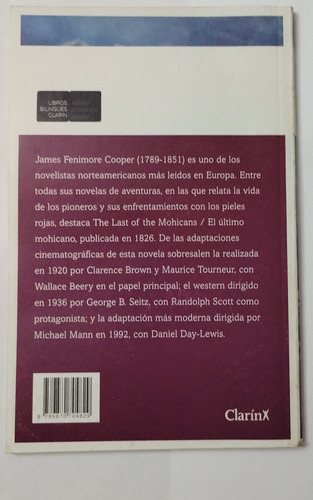 LIBROS
BILINGÜES
CLARIN
James Fenimore Cooper (1789-1851) es uno de los
novelistas norteamericanos más leídos en Europa. Entre
todas sus novelas de aventuras, en las que relata la vida
de los pioneros y sus enfrentamientos con los pieles
rojas, destaca The Last of the Mohicans / El último
mohicano, publicada en 1826. De las adaptaciones
cinematográficas de esta novela sobresalen la realizada
en 1920 por Clarence Brown y Maurice Tourneur, con
Wallace Beery en el papel principal; el western dirigido
en 1936 por George B. Seitz, con Randolph Scott como
protagonista; y la adaptación más moderna dirigida por
Michael Mann en 1992, con Daniel Day-Lewis.
Clarín